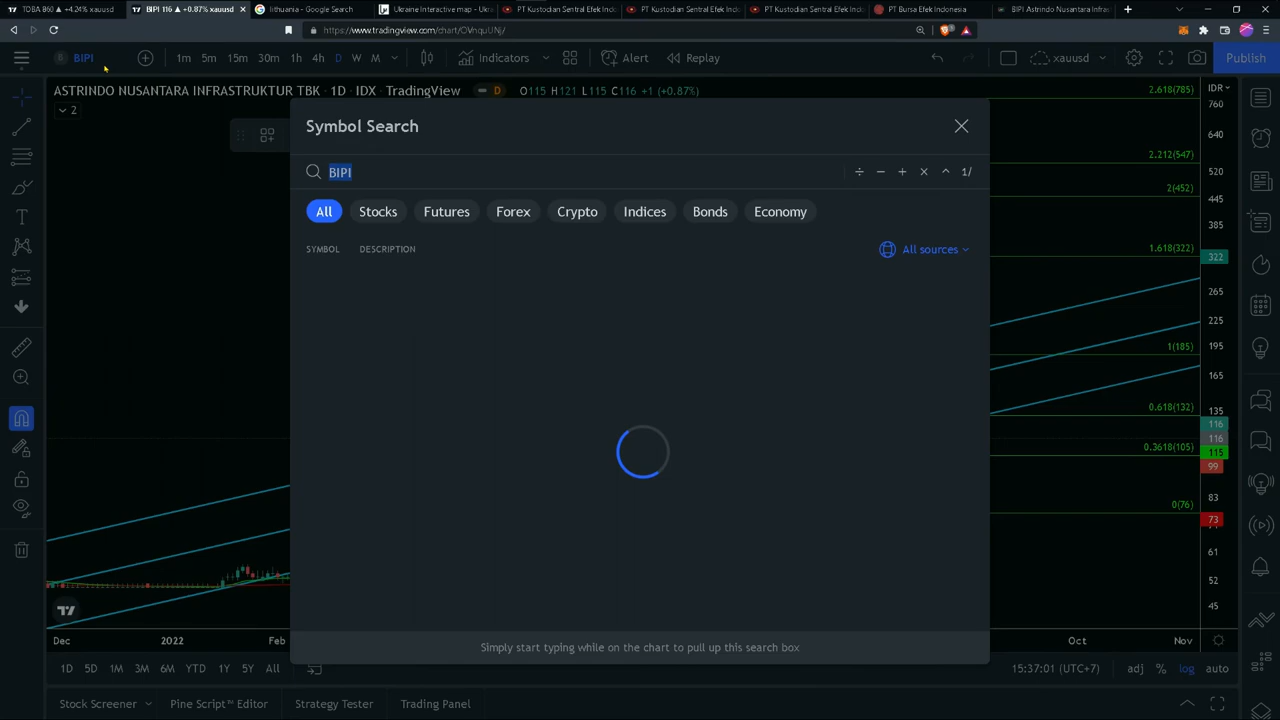 TOBA 860 ▲ +4.24% xauusd
BIPI 116 ▲ +0.87% xauusd
lithuania - Google Search
Ukraine Interactive map - Ukra
PT Kustodian Sentral Efek Indo
PT Kustodian Sentral Efek Indo
PT Kustodian Sentral Efek Indo
PT Bursa Efek Indonesia
BIPI Astrindo Nusantara Infras
https://www.tradingview.com/chart/OVnquUNj/
BIPI
1m 5m 15m 30m 1h 4h D W M
Indicators
Alert
Replay
xauusd
Publish
ASTRINDO NUSANTARA INFRASTRUKTUR TBK · 1D · IDX · TradingView
D
O115 H121 L115 C116 +1 (+0.87%)
2
Symbol Search
BIPI
÷ − + × ^ 1/
All Stocks Futures Forex Crypto Indices Bonds Economy
SYMBOL DESCRIPTION
All sources
Simply start typing while on the chart to pull up this search box
IDR
2.618(785)
760
640
2.212(547)
520
2(452)
445
385
1.618(322)
322
265
225
1(185)
195
165
0.618(132)
135
116
116
0.3618(105)
115
99
83
0(76)
73
61
52
45
Dec 2022 Feb Oct Nov
1D 5D 1M 3M 6M YTD 1Y 5Y All
15:37:01 (UTC+7)
adj % log auto
Stock Screener
Pine Script™ Editor
Strategy Tester
Trading Panel